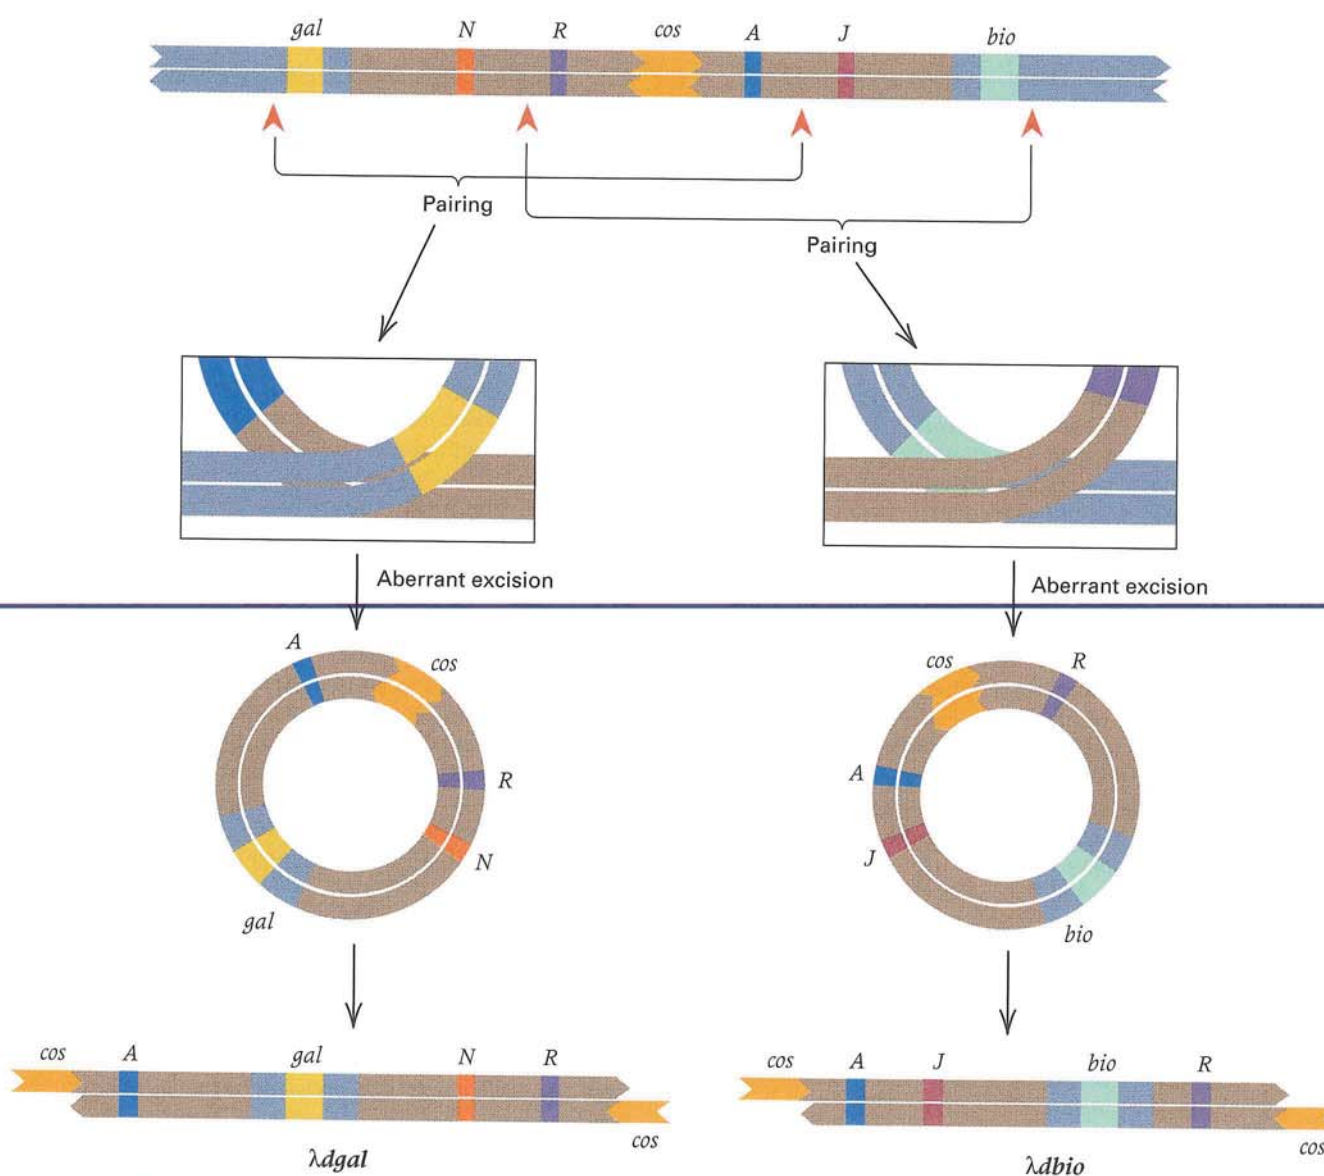 gal N R cos A J bio
Pairing
Pairing
Aberrant excision
Aberrant excision
A cos
R
N
gal
cos R
A
J
bio
cos A gal N R
cos
λdgal
cos A J bio R
cos
λdbio